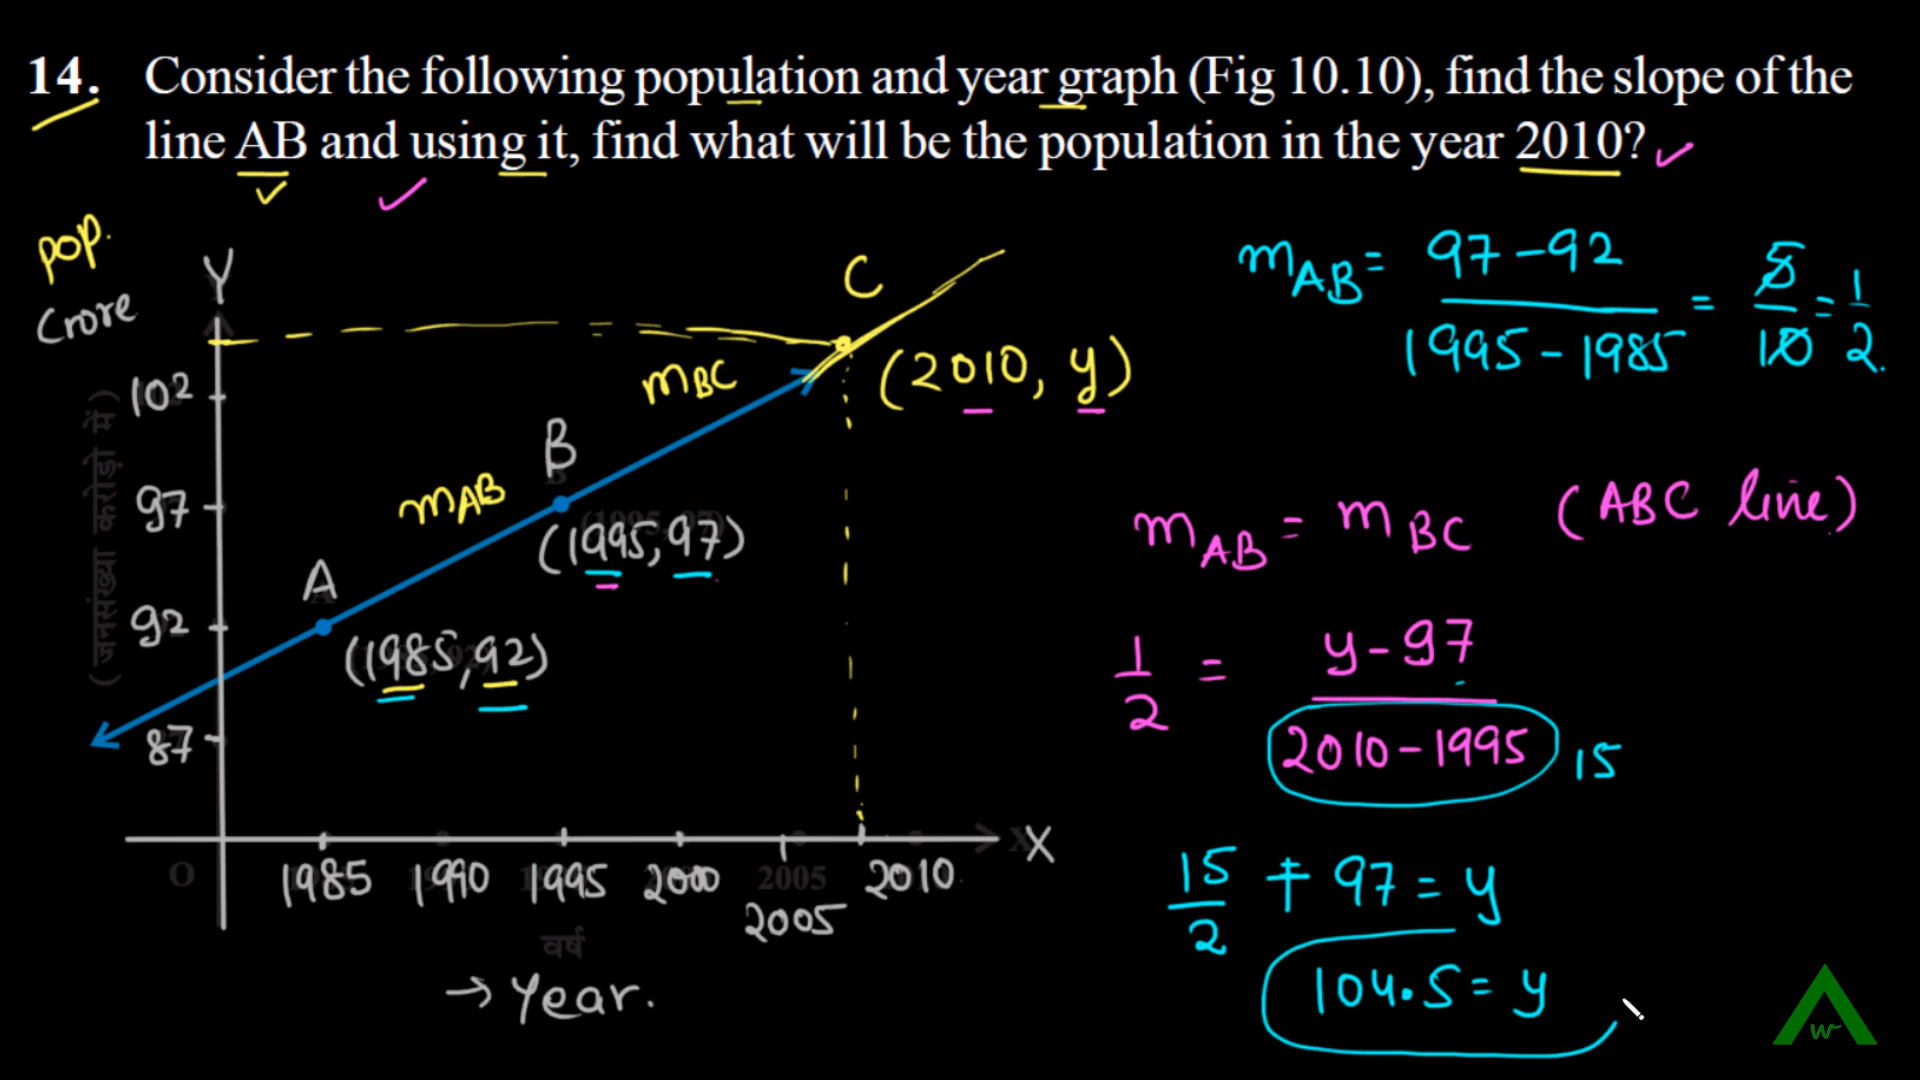 14. Consider the following population and year graph (Fig 10.10), find the slope of the
line AB and using it, find what will be the population in the year 2010?
pop.
Crore
Y
C
(2010, y)
102
mBC
B
97
mAB
(1995, 97)
A
92
(1985, 92)
87
(जनसंख्या करोड़ो में)
X
O
1985 1990 1995 2000 2005 2010
2005
वर्ष
→ Year.
mAB = 97 - 92 / 1995 - 1985 = 5/10 = 1/2.
mAB = mBC (ABC line)
1/2 = y - 97 / 2010 - 1995 15
15/2 + 97 = y
104.5 = y
w